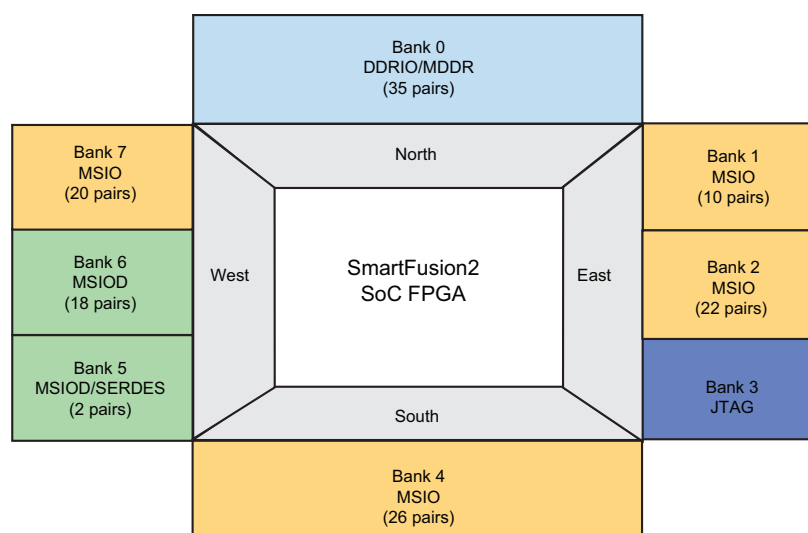 Bank 0
DDRIO/MDDR
(35 pairs)
Bank 7
MSIO
(20 pairs)
North
Bank 1
MSIO
(10 pairs)
Bank 6
MSIOD
(18 pairs)
West
SmartFusion2
SoC FPGA
East
Bank 2
MSIO
(22 pairs)
Bank 5
MSIOD/SERDES
(2 pairs)
South
Bank 3
JTAG
Bank 4
MSIO
(26 pairs)